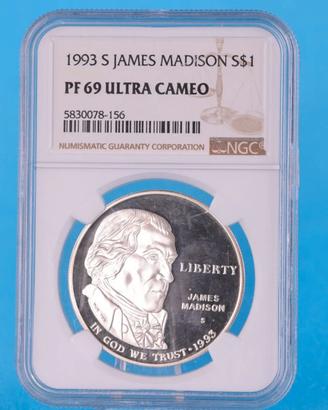 1993 S JAMES MADISON S$1
PF 69 ULTRA CAMEO
5830078-156
NUMISMATIC GUARANTY CORPORATION
NGC
LIBERTY
JAMES
MADISON
S
IN GOD WE TRUST • 1993